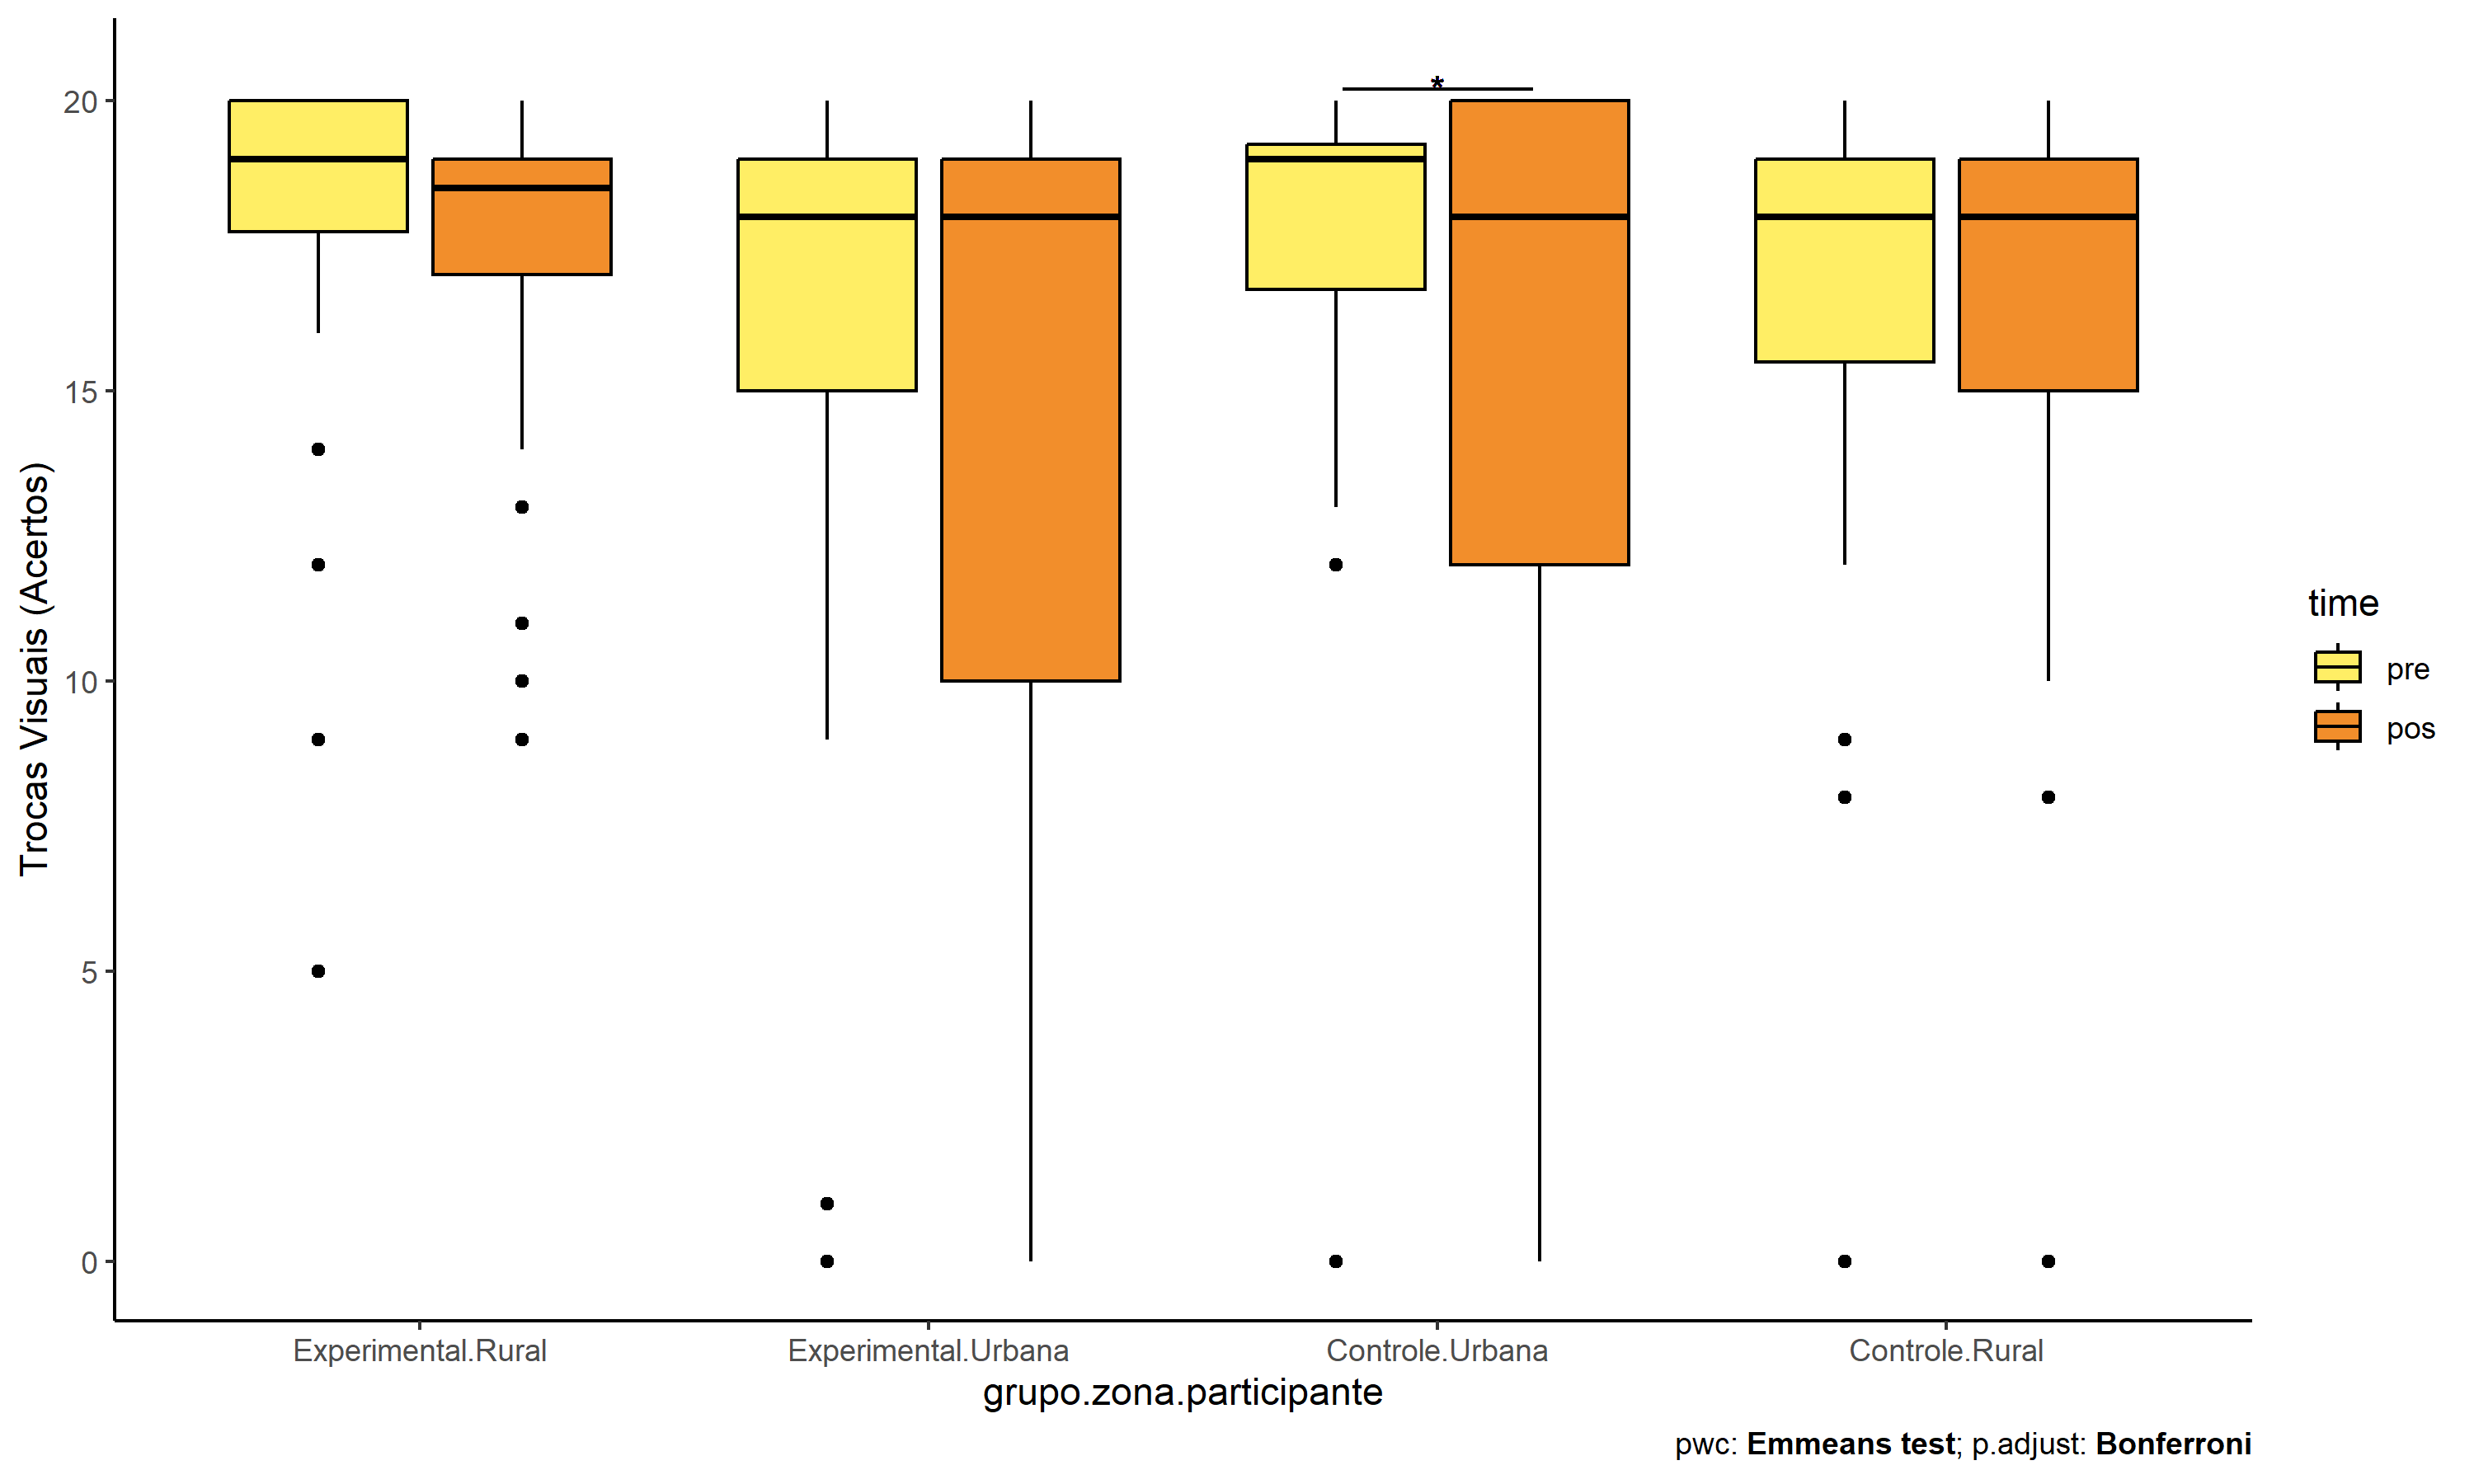 Trocas Visuais (Acertos)
20
15
10
5
0
*
Experimental.Rural
Experimental.Urbana
Controle.Urbana
Controle.Rural
grupo.zona.participante
time
pre
pos
pwc: Emmeans test; p.adjust: Bonferroni